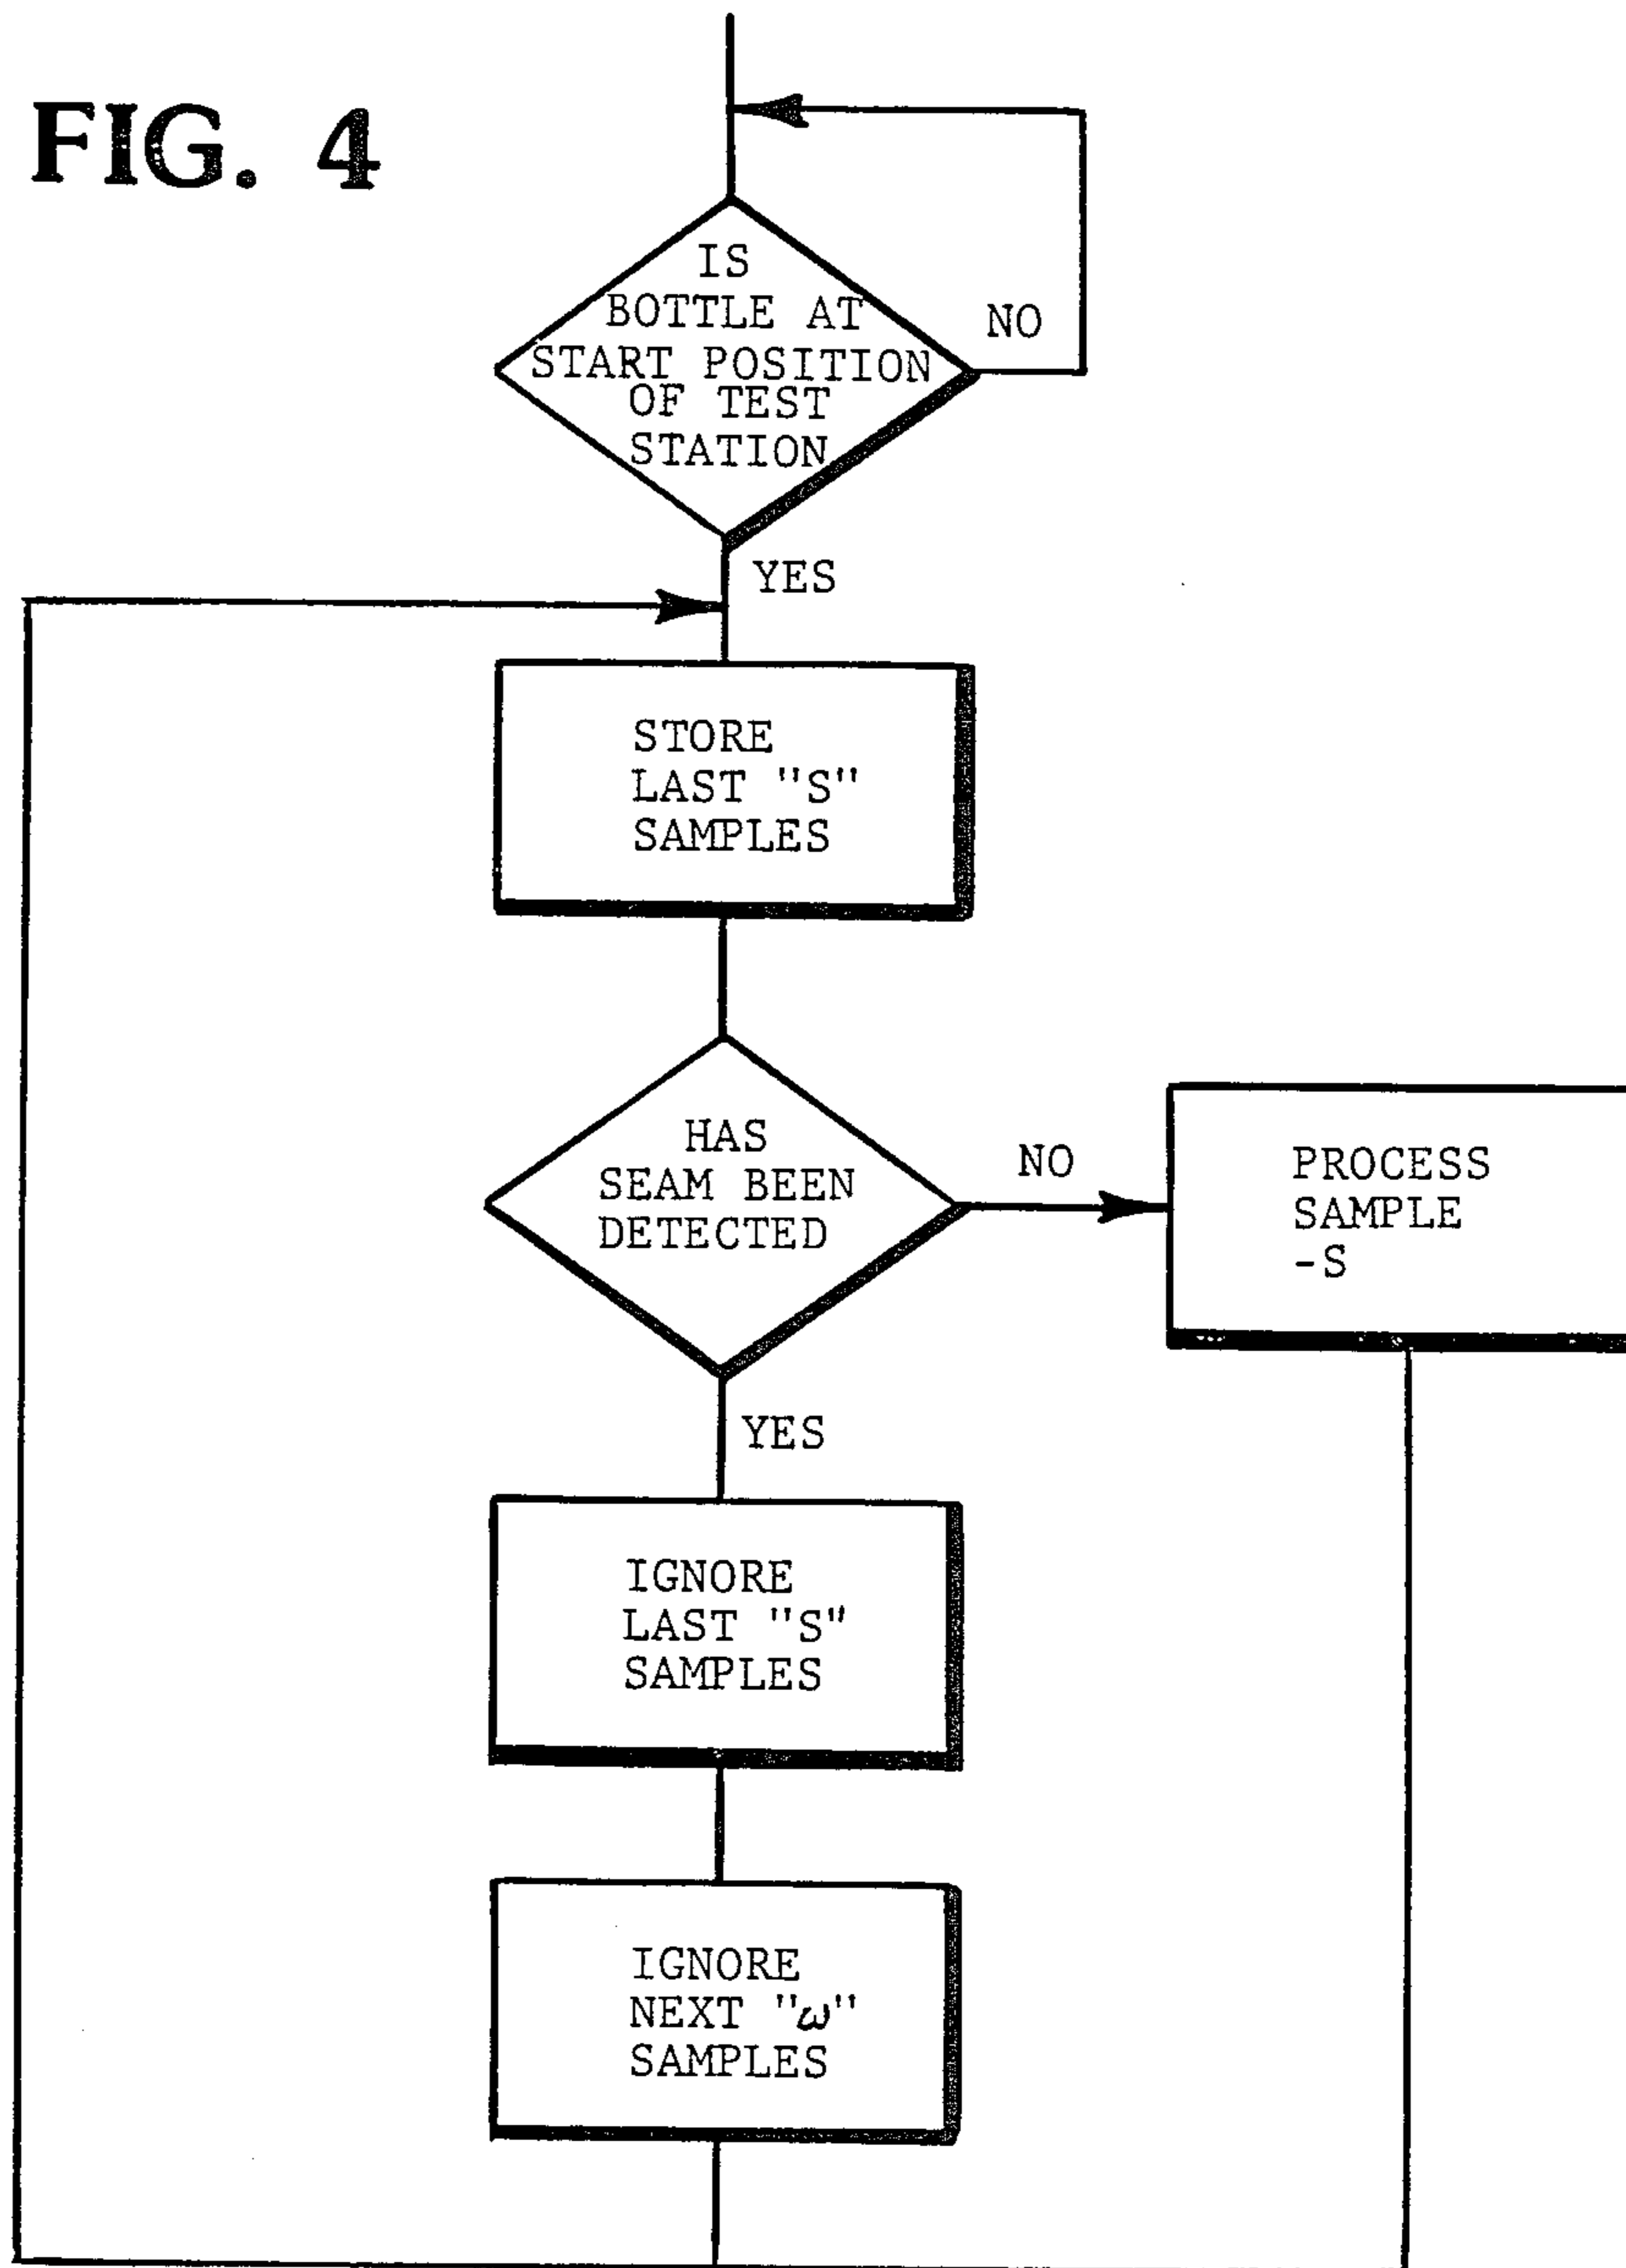 FIG. 4
IS
BOTTLE AT
START POSITION
OF TEST
STATION
NO
YES
STORE
LAST "S"
SAMPLES
HAS
SEAM BEEN
DETECTED
NO
PROCESS
SAMPLE
-S
YES
IGNORE
LAST "S"
SAMPLES
IGNORE
NEXT "ω"
SAMPLES